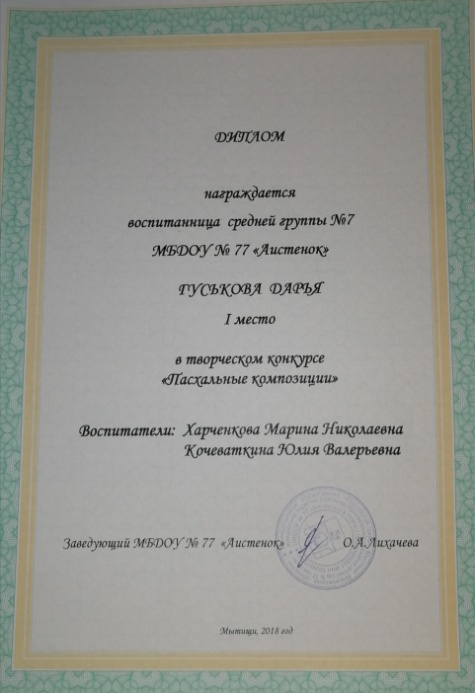 ДИПЛОМ
награждается
воспитанница средней группы №7
МБДОУ № 77 «Аистенок»
ГУСЬКОВА ДАРЬЯ
I место
в творческом конкурсе
«Пасхальные композиции»
Воспитатели: Харченкова Марина Николаевна
Кочеваткина Юлия Валерьевна
Заведующий МБДОУ № 77 «Аистенок» О.А.Лихачева
Мытищи, 2018 год